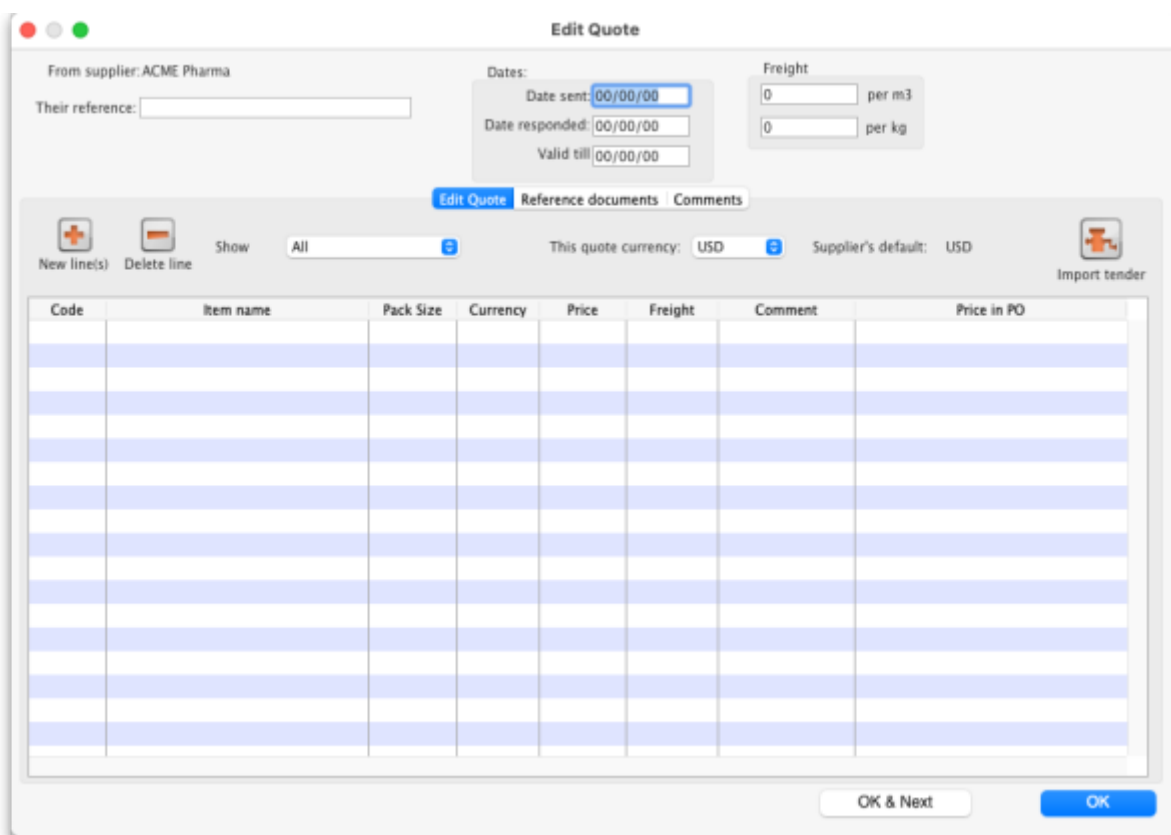 Edit Quote
From supplier: ACME Pharma
Their reference:
Dates:
Date sent: 00/00/00
Date responded: 00/00/00
Valid till 00/00/00
Freight
0 per m3
0 per kg
Edit Quote Reference documents Comments
New line(s) Delete line Show All This quote currency: USD Supplier's default: USD Import tender
Code Item name Pack Size Currency Price Freight Comment Price in PO
OK & Next OK